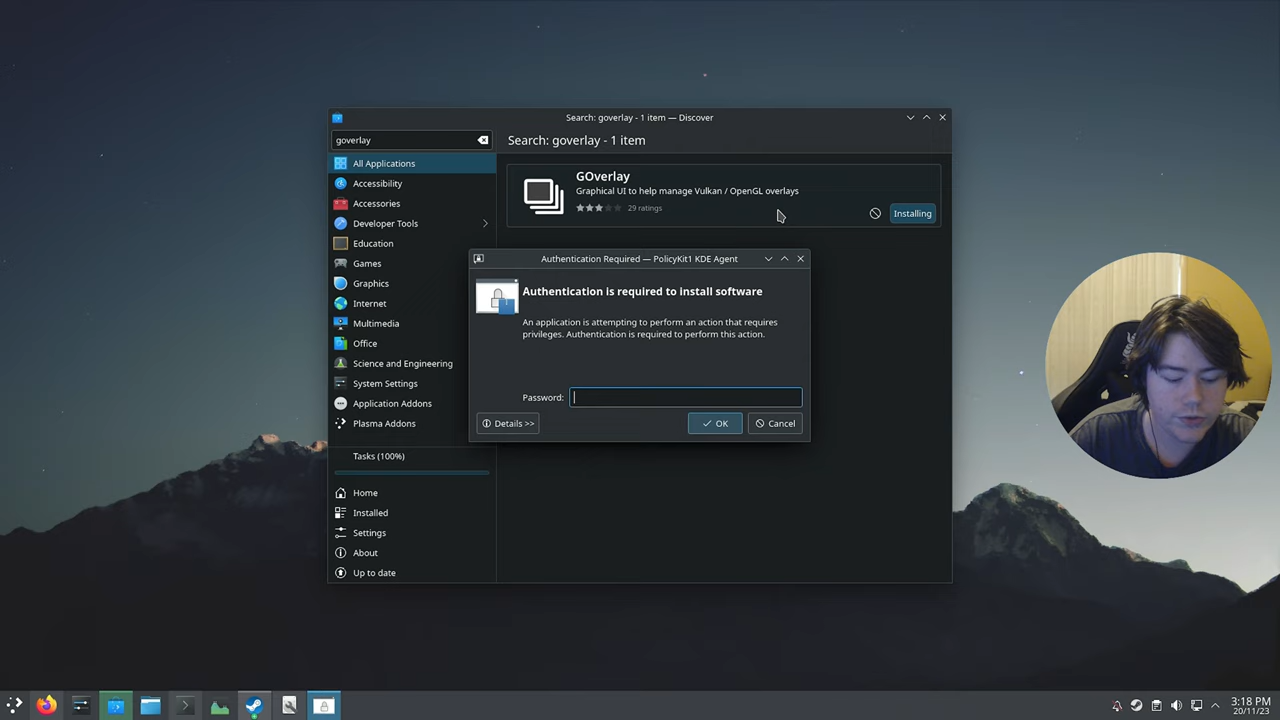 Search: goverlay - 1 item — Discover
goverlay
Search: goverlay - 1 item
All Applications
Accessibility
Accessories
Developer Tools
Education
Games
Graphics
Internet
Multimedia
Office
Science and Engineering
System Settings
Application Addons
Plasma Addons
Tasks (100%)
Home
Installed
Settings
About
Up to date
GOverlay
Graphical UI to help manage Vulkan / OpenGL overlays
29 ratings
Installing
Authentication Required — PolicyKit1 KDE Agent
Authentication is required to install software
An application is attempting to perform an action that requires
privileges. Authentication is required to perform this action.
Password:
Details >>
OK
Cancel
3:18 PM
20/11/23